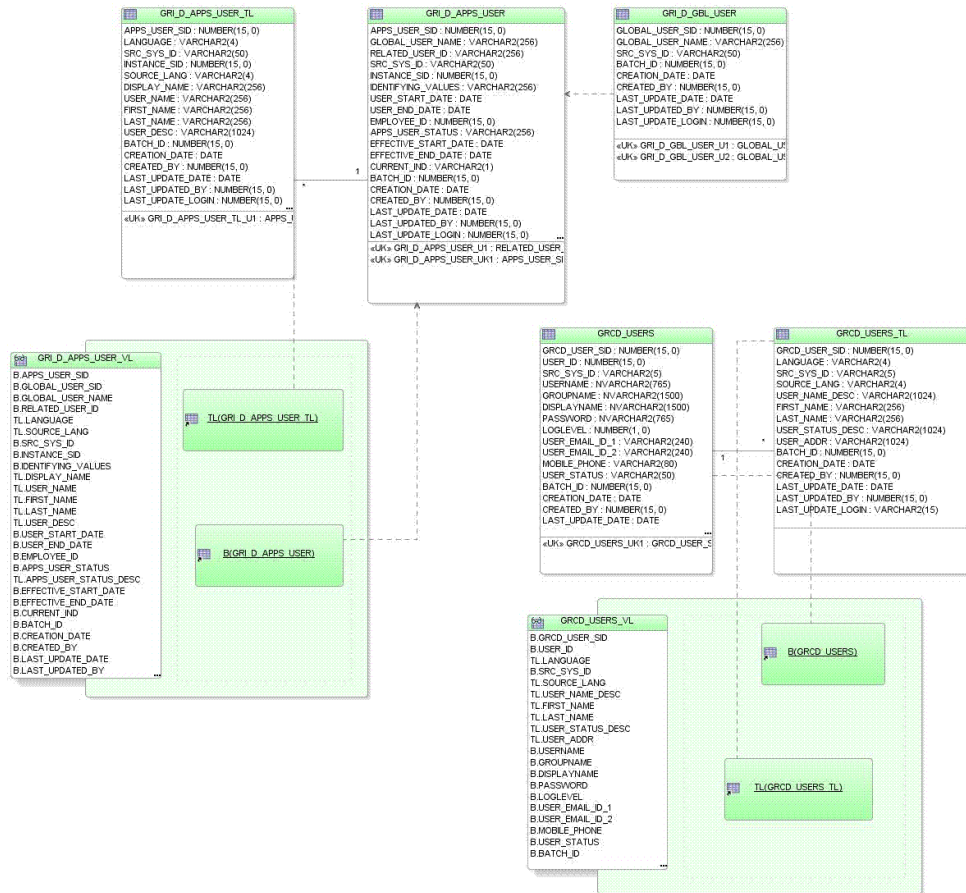 GRI_D_APPS_USER_TL
APPS_USER_SID : NUMBER(15, 0)
LANGUAGE : VARCHAR2(4)
SRC_SYS_ID : VARCHAR2(50)
INSTANCE_SID : NUMBER(15, 0)
SOURCE_LANG : VARCHAR2(4)
DISPLAY_NAME : VARCHAR2(256)
USER_NAME : VARCHAR2(256)
FIRST_NAME : VARCHAR2(256)
LAST_NAME : VARCHAR2(256)
USER_DESC : VARCHAR2(1024)
BATCH_ID : NUMBER(15, 0)
CREATION_DATE : DATE
CREATED_BY : NUMBER(15, 0)
LAST_UPDATE_DATE : DATE
LAST_UPDATED_BY : NUMBER(15, 0)
LAST_UPDATE_LOGIN : NUMBER(15, 0)
...
«UK» GRI_D_APPS_USER_TL_U1 : APPS_U
* 1
GRI_D_APPS_USER
APPS_USER_SID : NUMBER(15, 0)
GLOBAL_USER_NAME : VARCHAR2(256)
RELATED_USER_ID : VARCHAR2(256)
SRC_SYS_ID : VARCHAR2(50)
INSTANCE_SID : NUMBER(15, 0)
IDENTIFYING_VALUES : VARCHAR2(256)
USER_START_DATE : DATE
USER_END_DATE : DATE
EMPLOYEE_ID : NUMBER(15, 0)
APPS_USER_STATUS : VARCHAR2(256)
EFFECTIVE_START_DATE : DATE
EFFECTIVE_END_DATE : DATE
CURRENT_IND : VARCHAR2(1)
BATCH_ID : NUMBER(15, 0)
CREATION_DATE : DATE
CREATED_BY : NUMBER(15, 0)
LAST_UPDATE_DATE : DATE
LAST_UPDATED_BY : NUMBER(15, 0)
LAST_UPDATE_LOGIN : NUMBER(15, 0)
...
«UK» GRI_D_APPS_USER_U1 : RELATED_USER_
«UK» GRI_D_APPS_USER_UK1 : APPS_USER_SI
GRI_D_GBL_USER
GLOBAL_USER_SID : NUMBER(15, 0)
GLOBAL_USER_NAME : VARCHAR2(256)
SRC_SYS_ID : VARCHAR2(50)
BATCH_ID : NUMBER(15, 0)
CREATION_DATE : DATE
CREATED_BY : NUMBER(15, 0)
LAST_UPDATE_DATE : DATE
LAST_UPDATED_BY : NUMBER(15, 0)
LAST_UPDATE_LOGIN : NUMBER(15, 0)
«UK» GRI_D_GBL_USER_U1 : GLOBAL_US
«UK» GRI_D_GBL_USER_U2 : GLOBAL_US
GRI_D_APPS_USER_VL
B.APPS_USER_SID
B.GLOBAL_USER_SID
B.GLOBAL_USER_NAME
B.RELATED_USER_ID
TL.LANGUAGE
TL.SOURCE_LANG
B.SRC_SYS_ID
B.INSTANCE_SID
B.IDENTIFYING_VALUES
TL.DISPLAY_NAME
TL.USER_NAME
TL.FIRST_NAME
TL.LAST_NAME
TL.USER_DESC
B.USER_START_DATE
B.USER_END_DATE
B.EMPLOYEE_ID
B.APPS_USER_STATUS
TL.APPS_USER_STATUS_DESC
B.EFFECTIVE_START_DATE
B.EFFECTIVE_END_DATE
B.CURRENT_IND
B.BATCH_ID
B.CREATION_DATE
B.CREATED_BY
B.LAST_UPDATE_DATE
B.LAST_UPDATED_BY
...
TL(GRI_D_APPS_USER_TL)
B(GRI_D_APPS_USER)
GRCD_USERS
GRCD_USER_SID : NUMBER(15, 0)
USER_ID : NUMBER(15, 0)
SRC_SYS_ID : VARCHAR2(5)
USERNAME : NVARCHAR2(765)
GROUPNAME : NVARCHAR2(1500)
DISPLAYNAME : NVARCHAR2(1500)
PASSWORD : NVARCHAR2(765)
LOGLEVEL : NUMBER(1, 0)
USER_EMAIL_ID_1 : VARCHAR2(240)
USER_EMAIL_ID_2 : VARCHAR2(240)
MOBILE_PHONE : VARCHAR2(80)
USER_STATUS : VARCHAR2(50)
BATCH_ID : NUMBER(15, 0)
CREATION_DATE : DATE
CREATED_BY : NUMBER(15, 0)
LAST_UPDATE_DATE : DATE
...
«UK» GRCD_USERS_UK1 : GRCD_USER_S
1 *
GRCD_USERS_TL
GRCD_USER_SID : NUMBER(15, 0)
LANGUAGE : VARCHAR2(4)
SRC_SYS_ID : VARCHAR2(5)
SOURCE_LANG : VARCHAR2(4)
USER_NAME_DESC : VARCHAR2(1024)
FIRST_NAME : VARCHAR2(256)
LAST_NAME : VARCHAR2(256)
USER_STATUS_DESC : VARCHAR2(1024)
USER_ADDR : VARCHAR2(1024)
BATCH_ID : NUMBER(15, 0)
CREATION_DATE : DATE
CREATED_BY : NUMBER(15, 0)
LAST_UPDATE_DATE : DATE
LAST_UPDATED_BY : NUMBER(15, 0)
LAST_UPDATE_LOGIN : VARCHAR2(15)
GRCD_USERS_VL
B.GRCD_USER_SID
B.USER_ID
TL.LANGUAGE
B.SRC_SYS_ID
TL.SOURCE_LANG
TL.USER_NAME_DESC
TL.FIRST_NAME
TL.LAST_NAME
TL.USER_STATUS_DESC
TL.USER_ADDR
B.USERNAME
B.GROUPNAME
B.DISPLAYNAME
B.PASSWORD
B.LOGLEVEL
B.USER_EMAIL_ID_1
B.USER_EMAIL_ID_2
B.MOBILE_PHONE
B.USER_STATUS
B.BATCH_ID
...
B(GRCD_USERS)
TL(GRCD_USERS_TL)